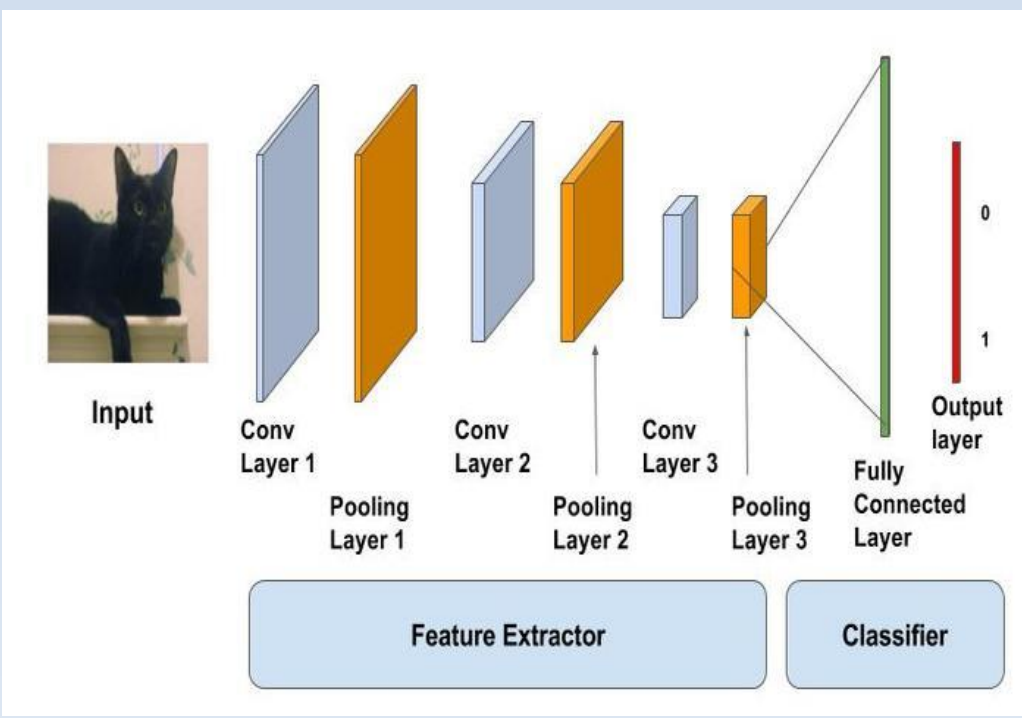 Input
Conv
Layer 1
Pooling
Layer 1
Conv
Layer 2
Pooling
Layer 2
Conv
Layer 3
Pooling
Layer 3
Fully
Connected
Layer
0
1
Output
layer
Feature Extractor
Classifier